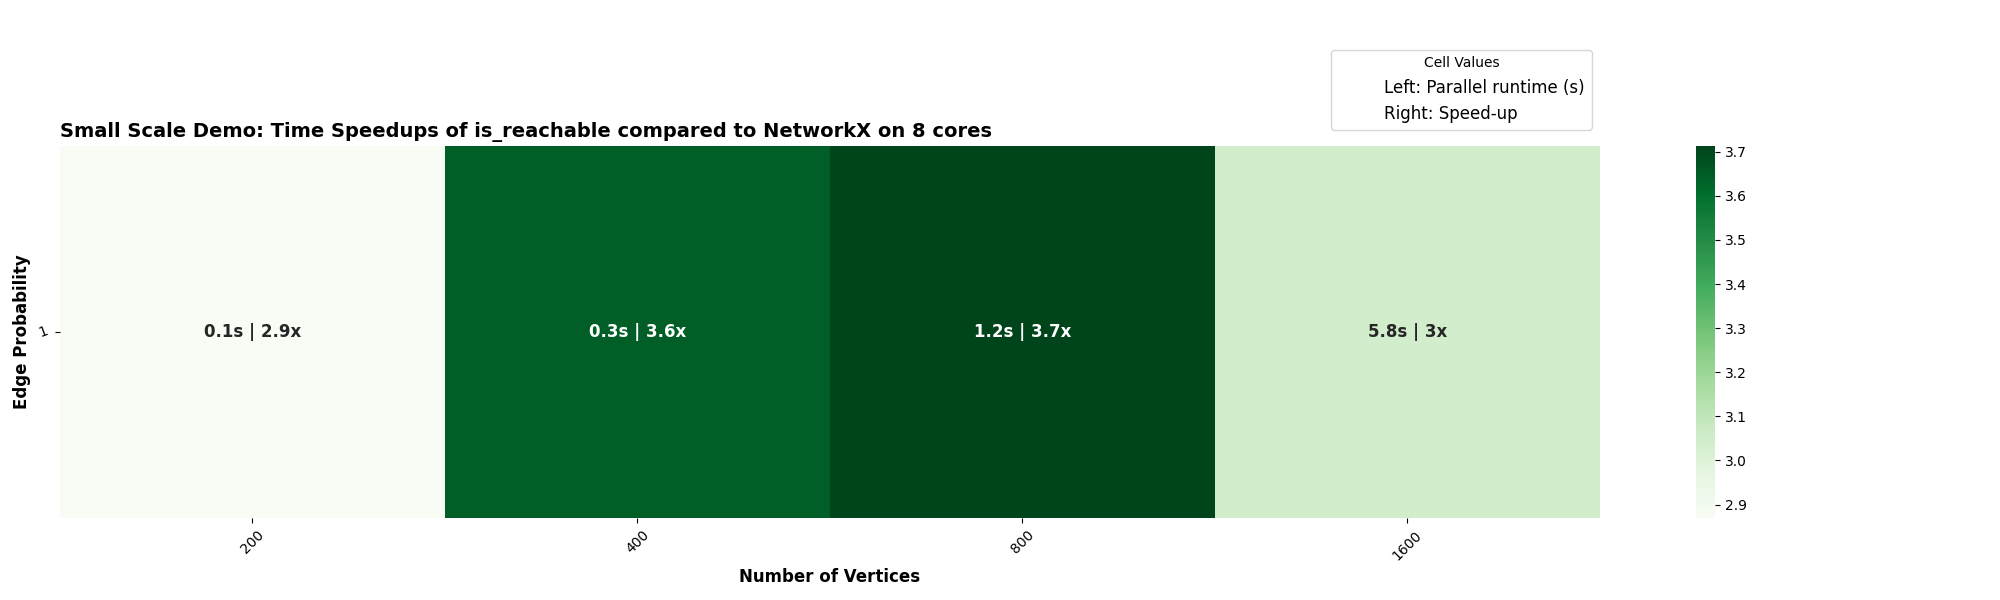 Cell Values
Left: Parallel runtime (s)
Right: Speed-up
Small Scale Demo: Time Speedups of is_reachable compared to NetworkX on 8 cores
Edge Probability
1
0.1s | 2.9x
0.3s | 3.6x
1.2s | 3.7x
5.8s | 3x
200
400
800
1600
Number of Vertices
3.7
3.6
3.5
3.4
3.3
3.2
3.1
3.0
2.9